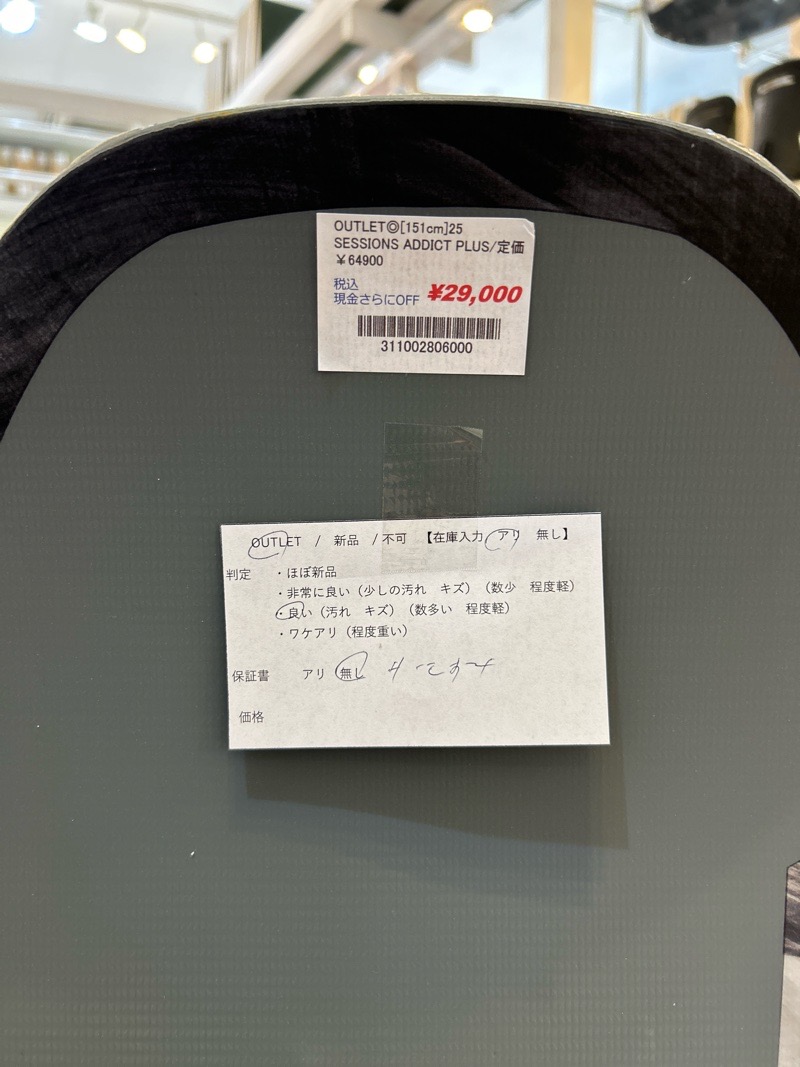 OUTLET◎[151cm]25
SESSIONS ADDICT PLUS/定価
￥64900
税込
現金さらにOFF ¥29,000
311002806000
OUTLET / 新品 /不可 【在庫入力 アリ 無し】
判定 ・ほぼ新品
・非常に良い（少しの汚れ キズ）（数少 程度軽）
・良い（汚れ キズ）（数多い 程度軽）
・ワケアリ（程度重い）
保証書 アリ 無し
価格